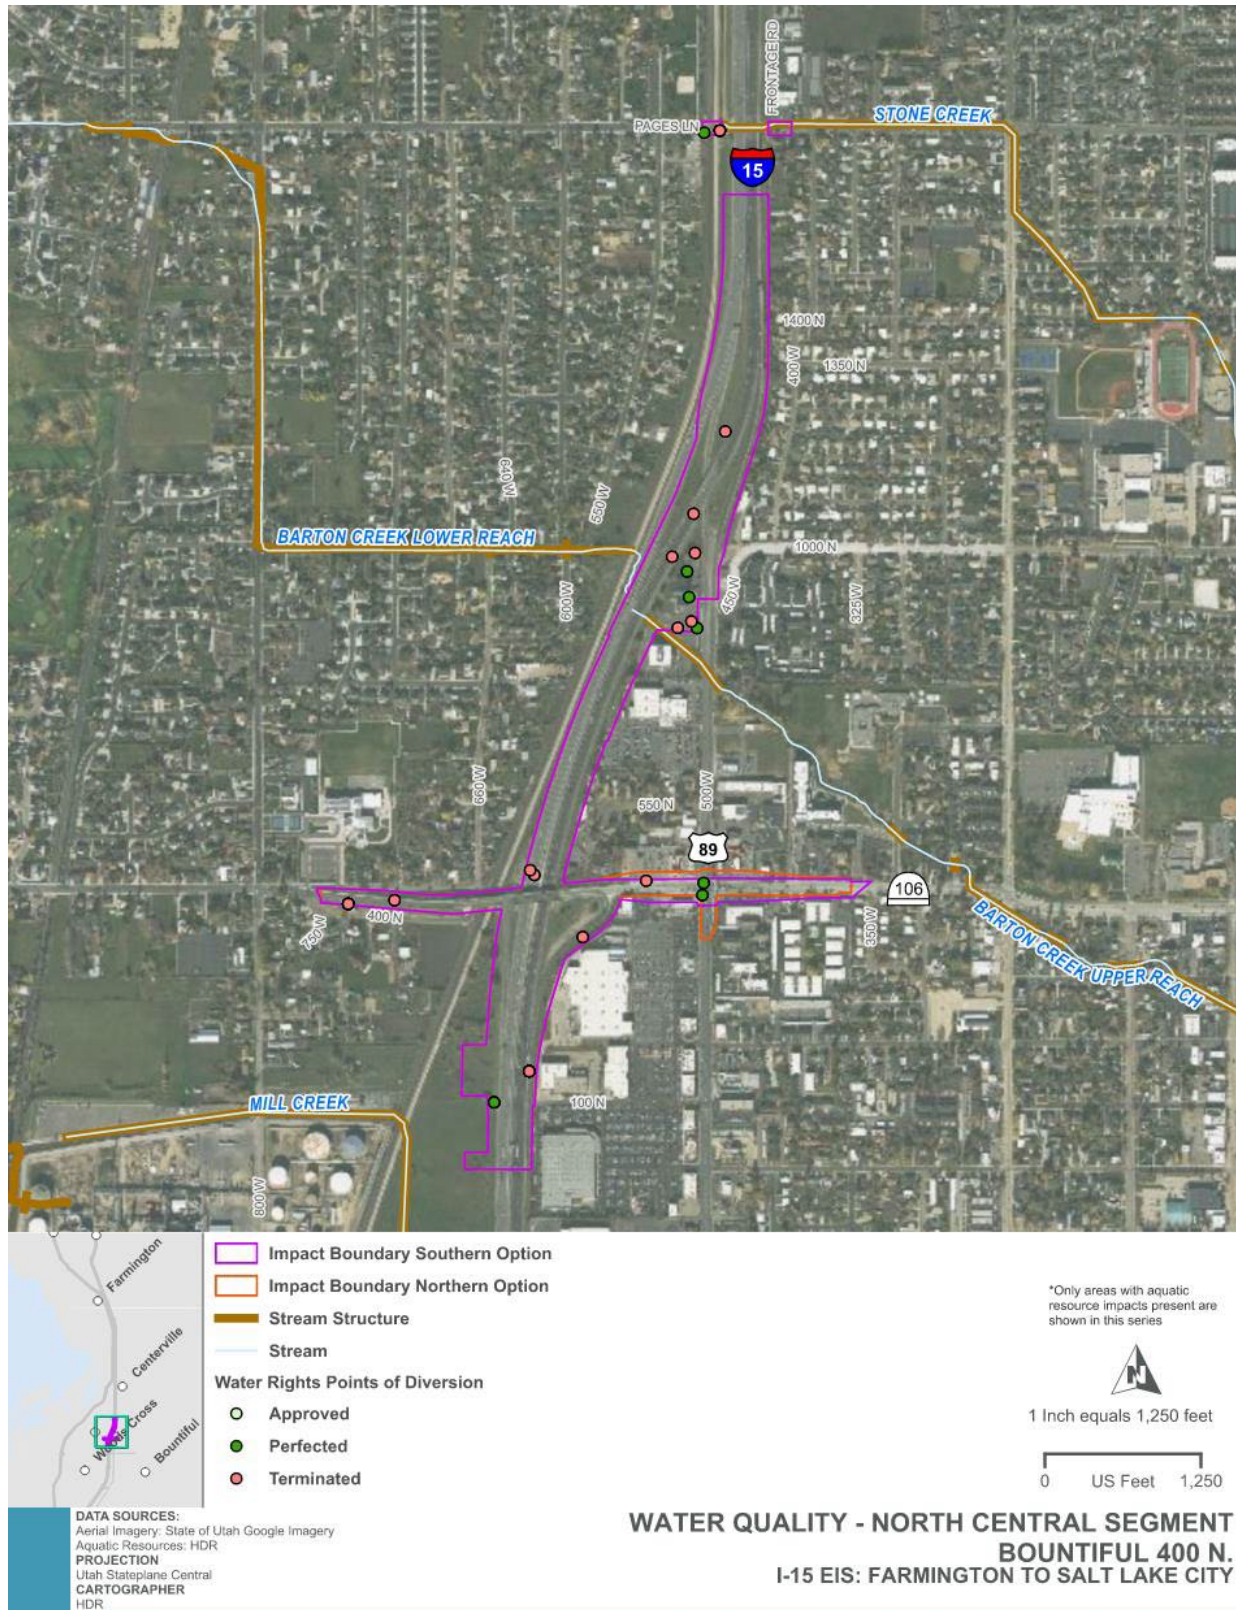 FRONTAGE RD
STONE CREEK
PAGES LN
15
1400 N
400 W
1350 N
640 W
550 W
BARTON CREEK LOWER REACH
1000 N
600 W
450 W
325 W
660 W
550 N
500 W
89
106
750 W
400 N
350 W
BARTON CREEK UPPER REACH
MILL CREEK
100 N
800 W
Farmington
Centerville
Woods Cross
Bountiful
Impact Boundary Southern Option
Impact Boundary Northern Option
Stream Structure
Stream
Water Rights Points of Diversion
Approved
Perfected
Terminated
*Only areas with aquatic
resource impacts present are
shown in this series
N
1 Inch equals 1,250 feet
0 US Feet 1,250
DATA SOURCES:
Aerial Imagery: State of Utah Google Imagery
Aquatic Resources: HDR
PROJECTION
Utah Stateplane Central
CARTOGRAPHER
HDR
WATER QUALITY - NORTH CENTRAL SEGMENT
BOUNTIFUL 400 N.
I-15 EIS: FARMINGTON TO SALT LAKE CITY